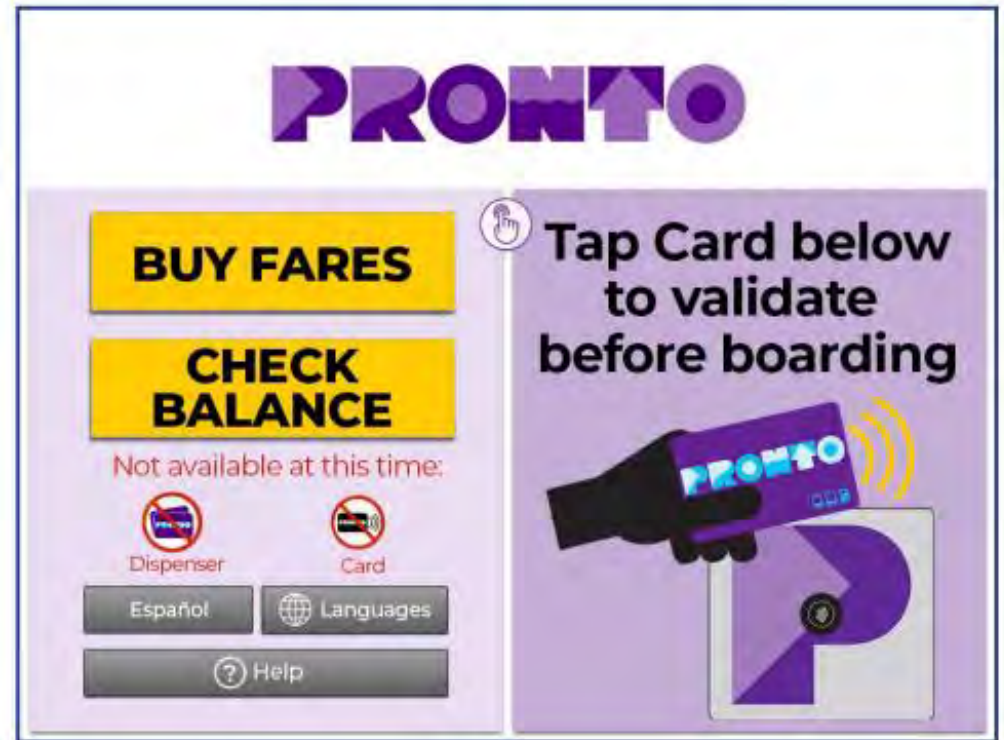 PRONTO
BUY FARES
CHECK
BALANCE
Not available at this time:
Dispenser
Card
Español
Languages
? Help
Tap Card below
to validate
before boarding
PRONTO
P